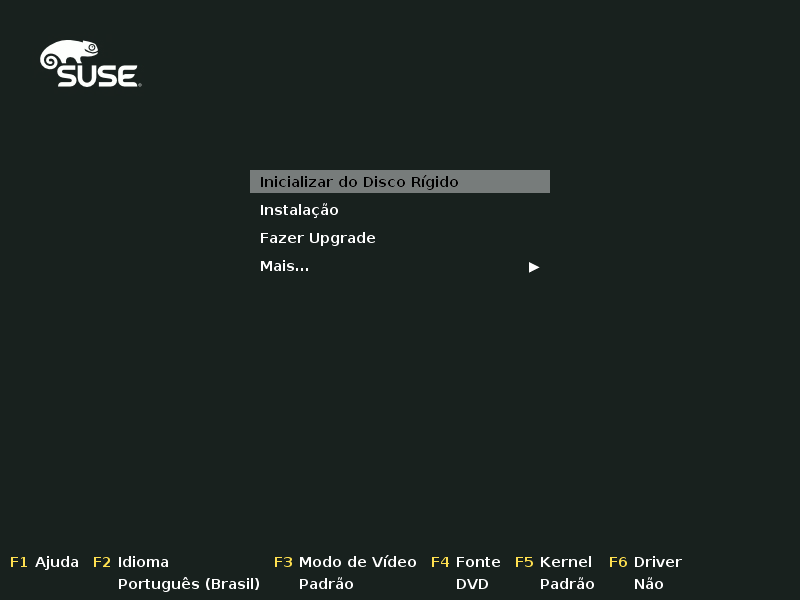 SUSE
Inicializar do Disco Rígido
Instalação
Fazer Upgrade
Mais...
F1 Ajuda F2 Idioma F3 Modo de Vídeo F4 Fonte F5 Kernel F6 Driver
Português (Brasil) Padrão DVD Padrão Não